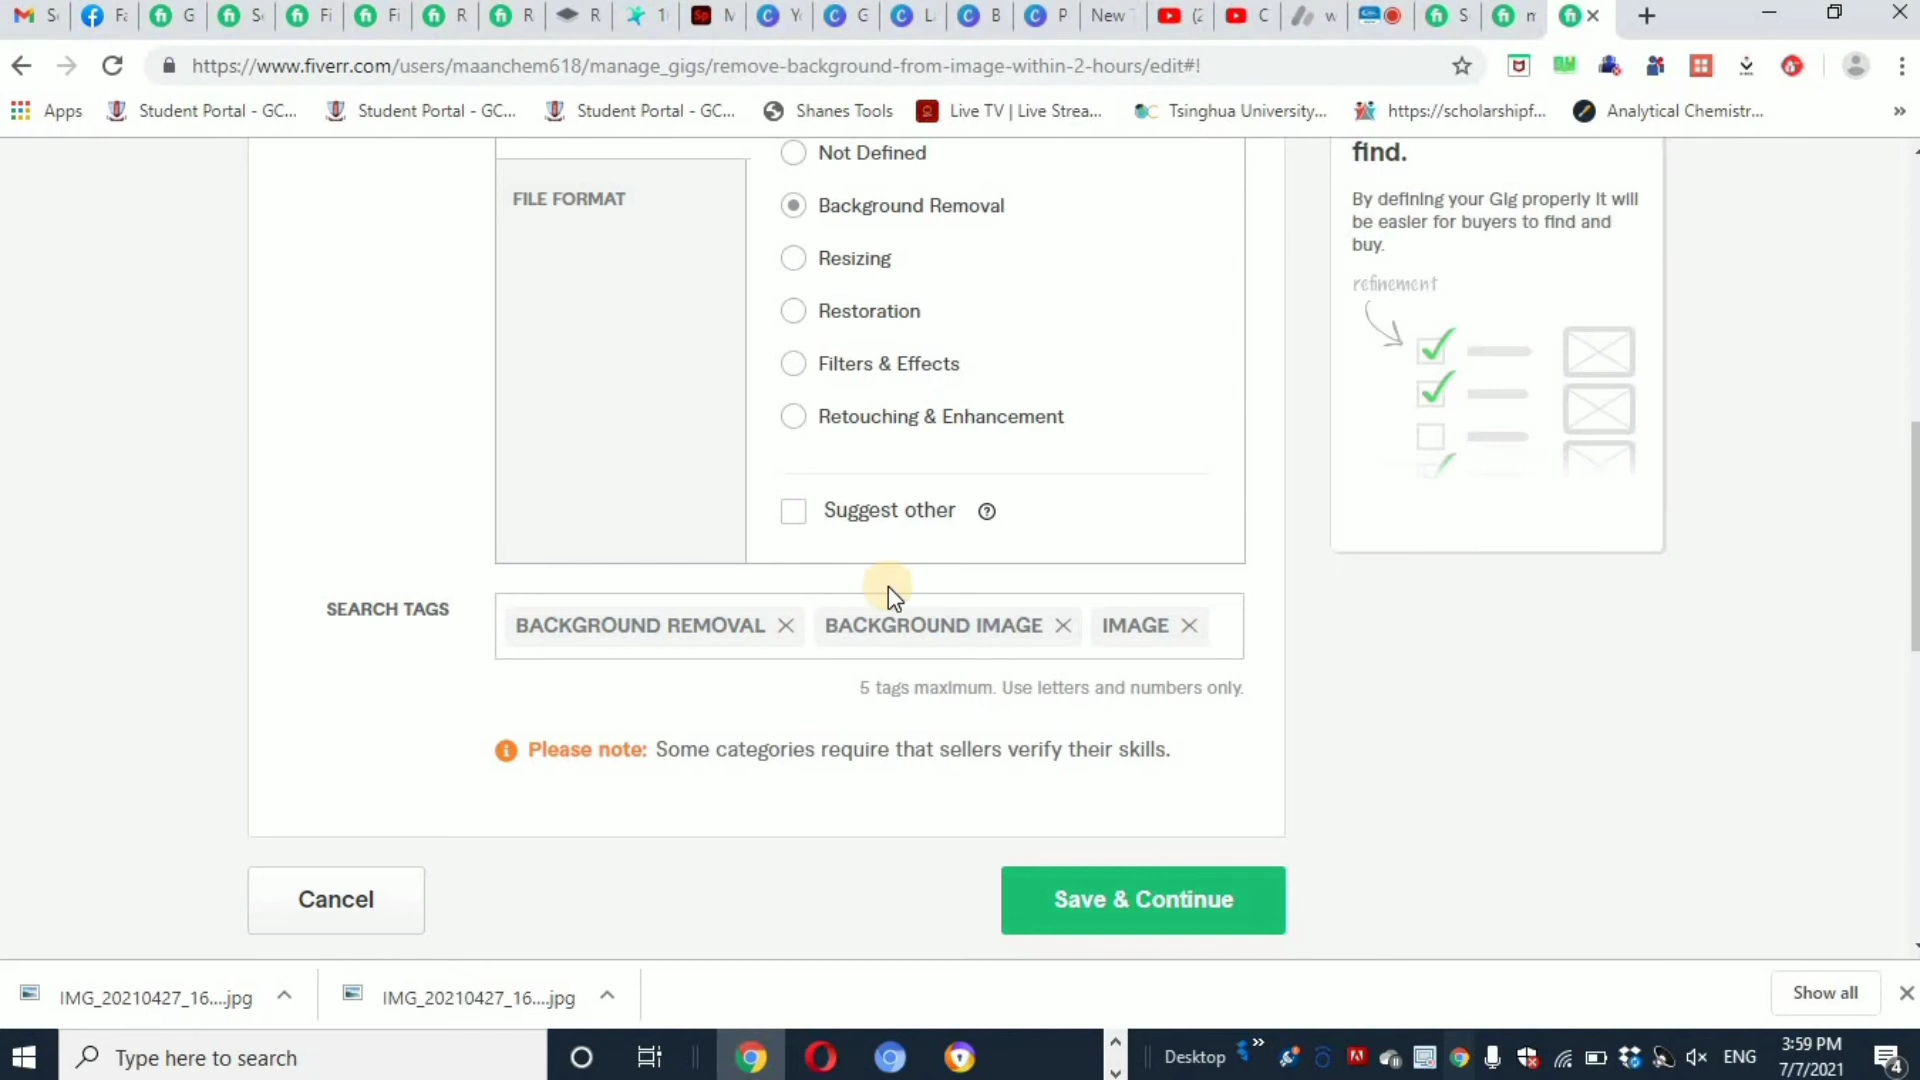 https://www.fiverr.com/users/maanchem618/manage_gigs/remove-background-from-image-within-2-hours/edit#!
Apps Student Portal - GC... Student Portal - GC... Student Portal - GC... Shanes Tools Live TV | Live Strea... Tsinghua University... https://scholarshipf... Analytical Chemistr... »
Not Defined
FILE FORMAT
Background Removal
Resizing
Restoration
Filters & Effects
Retouching & Enhancement
Suggest other ?
find.
By defining your Gig properly it will
be easier for buyers to find and
buy.
refinement
SEARCH TAGS
BACKGROUND REMOVAL BACKGROUND IMAGE IMAGE
5 tags maximum. Use letters and numbers only.
Please note: Some categories require that sellers verify their skills.
Cancel
Save & Continue
IMG_20210427_16....jpg IMG_20210427_16....jpg Show all
Type here to search
Desktop » ENG
3:59 PM
7/7/2021
4